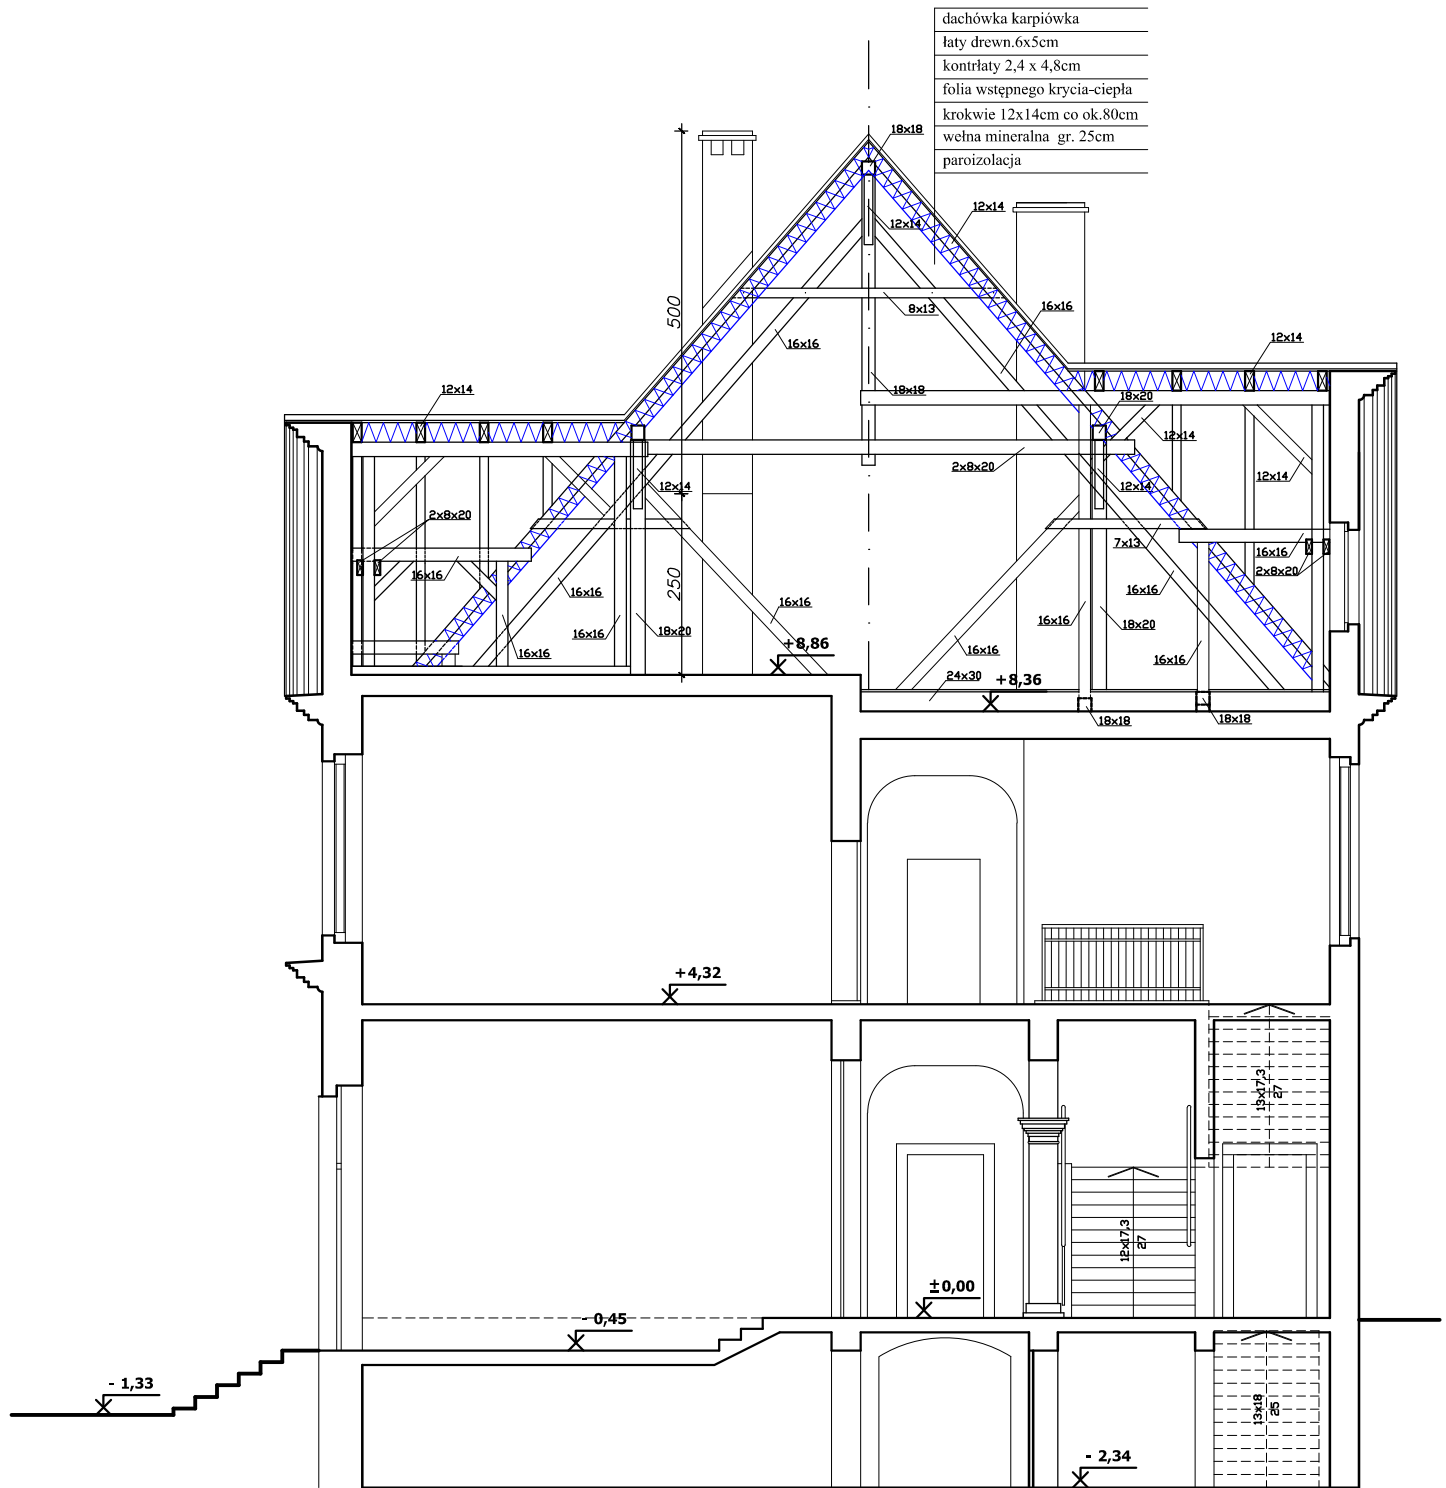 dachówka karpiówka
łaty drewn.6x5cm
kontrłaty 2,4 x 4,8cm
folia wstępnego krycia-ciepła
krokwie 12x14cm co ok.80cm
wełna mineralna gr. 25cm
paroizolacja
18x18
12x14
12x14
500
8x13
16x16
16x16
12x14
12x14
18x18
18x20
12x14
2x8x20
12x14
12x14
12x14
2x8x20
7x13
16x16
2x8x20
16x16
250
16x16
16x16
16x16
16x16
18x20
16x16
18x20
16x16
16x16
16x16
+8,86
24x30
+8,36
18x18
18x18
+4,32
13x17,3
27
12x17,3
27
±0,00
- 0,45
- 1,33
13x18
25
- 2,34